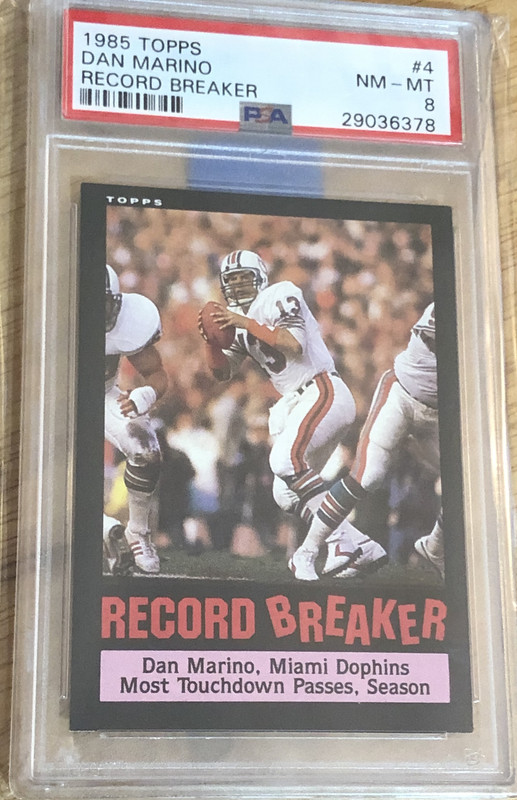 1985 TOPPS #4
DAN MARINO NM-MT
RECORD BREAKER 8
PSA 29036378
TOPPS
13
13
RECORD BREAKER
Dan Marino, Miami Dophins
Most Touchdown Passes, Season